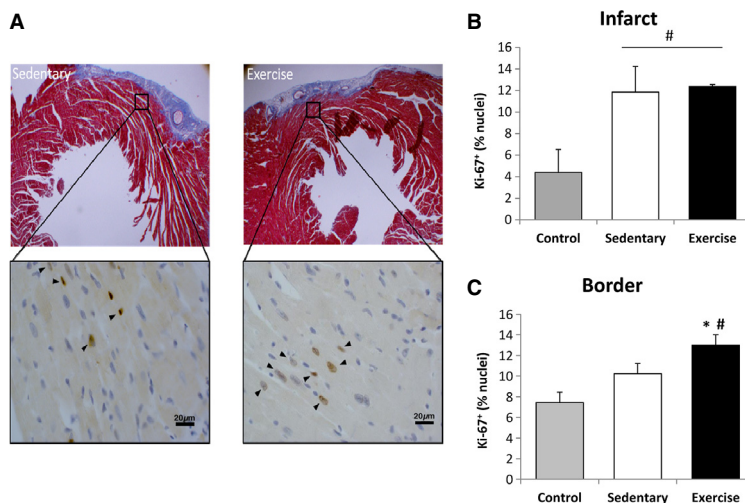 A
Sedentary
Exercise
20µm
20µm
B
Infarct
#
Ki-67⁺ (% nuclei)
16
14
12
10
8
6
4
2
0
Control Sedentary Exercise
C
Border
* #
Ki-67⁺ (% nuclei)
16
14
12
10
8
6
4
2
0
Control Sedentary Exercise